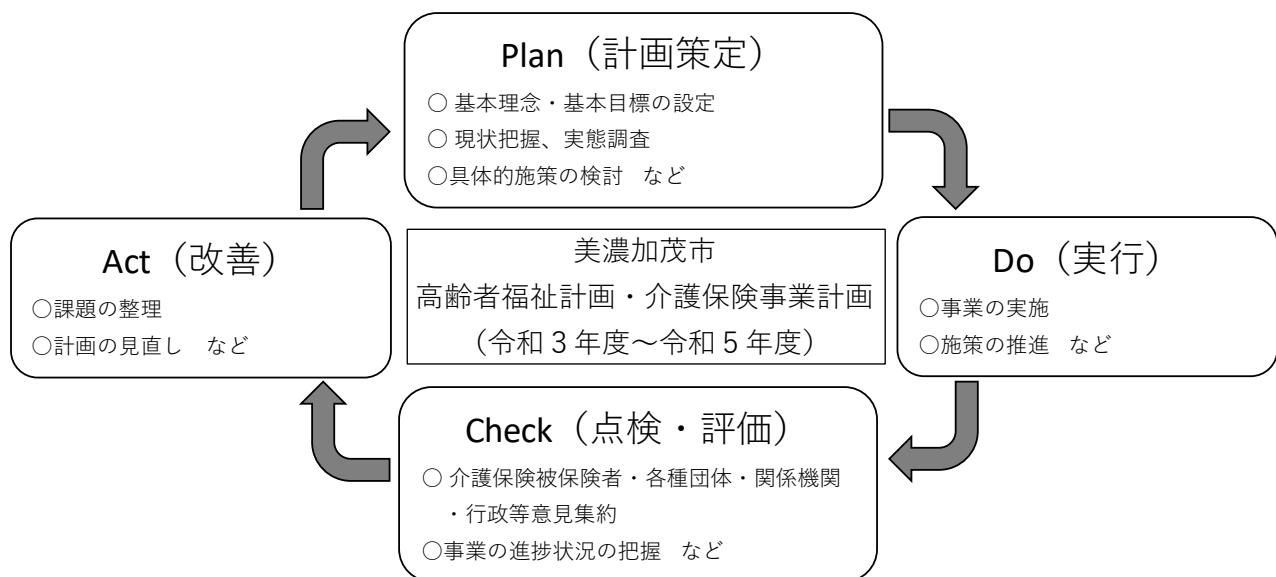 Plan（計画策定）
○ 基本理念・基本目標の設定
○ 現状把握、実態調査
○具体的施策の検討　など
Act（改善）
○課題の整理
○計画の見直し　など
美濃加茂市
高齢者福祉計画・介護保険事業計画
（令和３年度～令和５年度）
Do（実行）
○事業の実施
○施策の推進　など
Check（点検・評価）
○ 介護保険被保険者・各種団体・関係機関
・行政等意見集約
○事業の進捗状況の把握　など